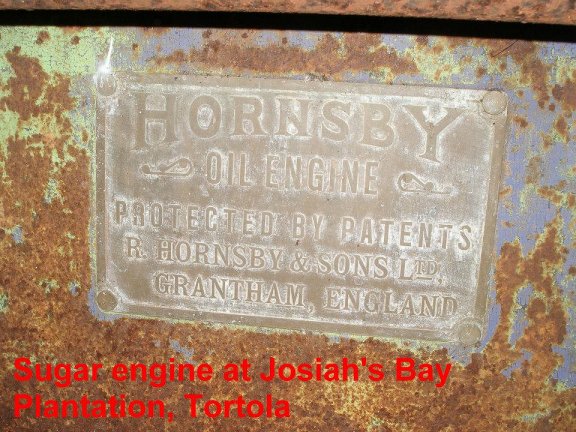 HORNSBY
OIL ENGINE
PROTECTED BY PATENTS
R. HORNSBY & SONS LTD.
GRANTHAM, ENGLAND
Sugar engine at Josiah's Bay
Plantation, Tortola